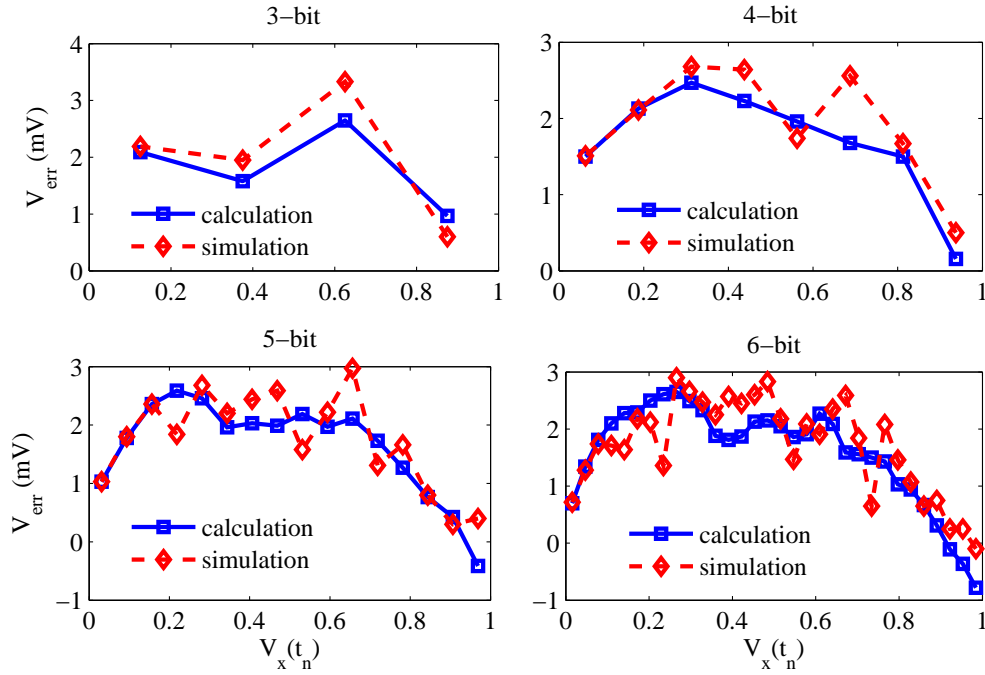 3−bit
4
3
2
1
0
V_err (mV)
calculation
simulation
0 0.2 0.4 0.6 0.8 1
4−bit
3
2
1
0
calculation
simulation
0 0.2 0.4 0.6 0.8 1
5−bit
3
2
1
0
−1
V_err (mV)
calculation
simulation
0 0.2 0.4 0.6 0.8 1
V_x(t_n)
6−bit
3
2
1
0
−1
calculation
simulation
0 0.2 0.4 0.6 0.8 1
V_x(t_n)